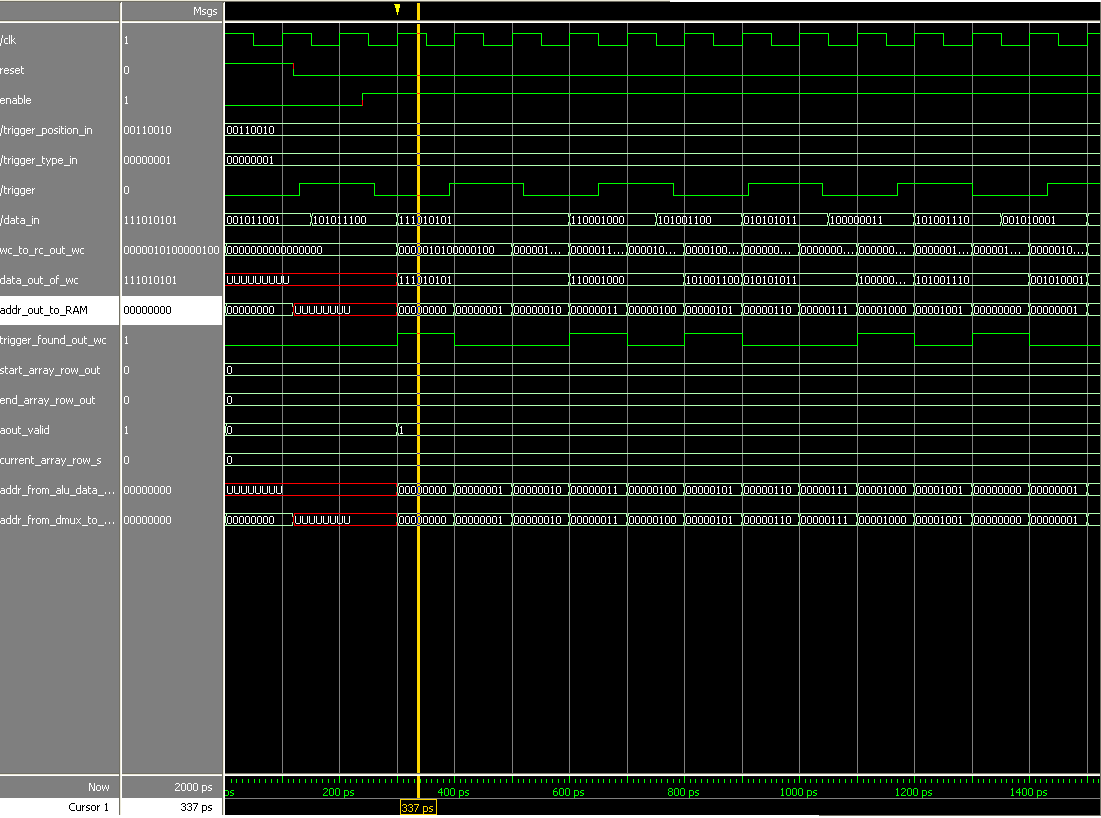 Msgs
/clk 1
reset 0
enable 1
/trigger_position_in 00110010 00110010
/trigger_type_in 00000001 00000001
/trigger 0
/data_in 111010101 001011001 101011100 111010101 110001000 101001100 010101011 100000011 101001110 001010001
wc_to_rc_out_wc 0000010100000100 0000000000000000 0000010100000100 000001... 0000011... 000010... 0000100... 000000... 0000000... 000000... 0000001... 000001... 0000010...
data_out_of_wc 111010101 UUUUUUUUU 111010101 110001000 101001100 010101011 100000... 101001110 001010001
addr_out_to_RAM 00000000 00000000 UUUUUUUU 00000000 00000001 00000010 00000011 00000100 00000101 00000110 00000111 00001000 00001001 00000000 00000001
trigger_found_out_wc 1
start_array_row_out 0 0
end_array_row_out 0 0
aout_valid 1 0 1
current_array_row_s 0 0
addr_from_alu_data_... 00000000 UUUUUUUU 00000000 00000001 00000010 00000011 00000100 00000101 00000110 00000111 00001000 00001001 00000000 00000001
addr_from_dmux_to_... 00000000 00000000 UUUUUUUU 00000000 00000001 00000010 00000011 00000100 00000101 00000110 00000111 00001000 00001001 00000000 00000001
Now 2000 ps ps 200 ps 400 ps 600 ps 800 ps 1000 ps 1200 ps 1400 ps
Cursor 1 337 ps 337 ps